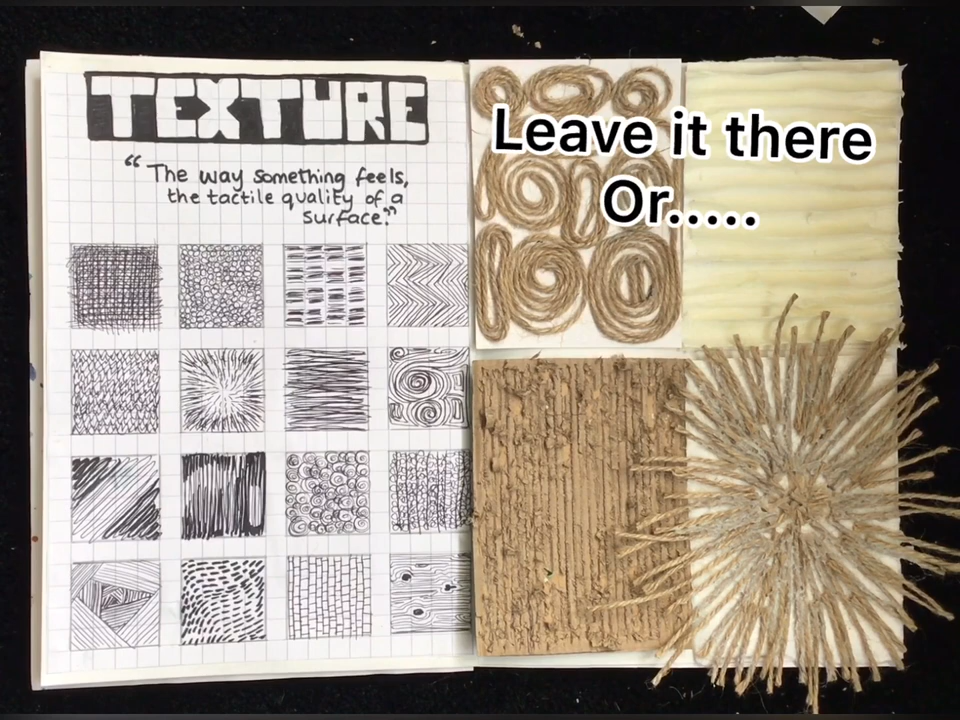 TEXTURE
“The way something feels,
the tactile quality of a
surface.”
Leave it there
Or.....